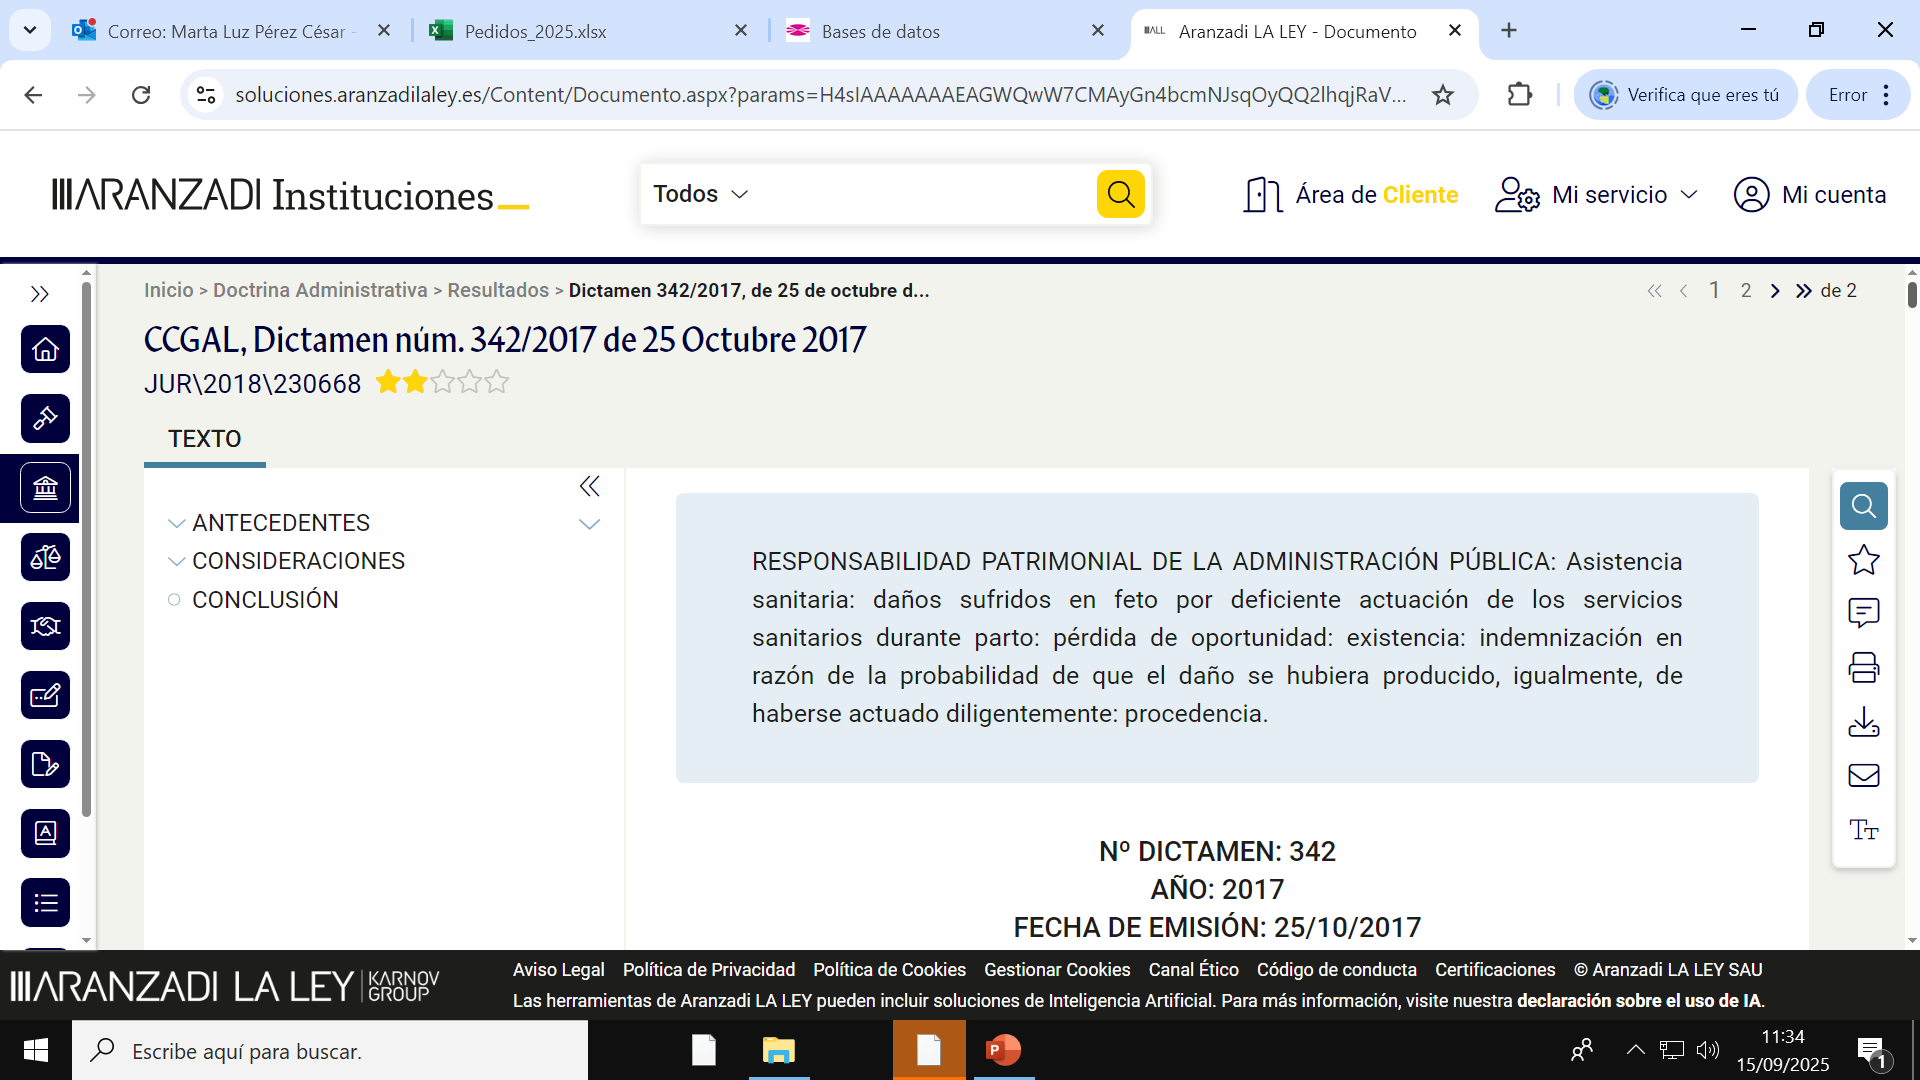 Correo: Marta Luz Pérez César -
Pedidos_2025.xlsx
Bases de datos
Aranzadi LA LEY - Documento
soluciones.aranzadilaley.es/Content/Documento.aspx?params=H4sIAAAAAAAEAGWQwW7CMAyGn4bcmNJsqOyQQ2lhqjRaV...
Verifica que eres tú
Error
ARANZADI Instituciones
Todos
Área de Cliente
Mi servicio
Mi cuenta
Inicio > Doctrina Administrativa > Resultados > Dictamen 342/2017, de 25 de octubre d...
1 2 de 2
CCGAL, Dictamen núm. 342/2017 de 25 Octubre 2017
JUR\2018\230668
TEXTO
ANTECEDENTES
CONSIDERACIONES
CONCLUSIÓN
RESPONSABILIDAD PATRIMONIAL DE LA ADMINISTRACIÓN PÚBLICA: Asistencia
sanitaria: daños sufridos en feto por deficiente actuación de los servicios
sanitarios durante parto: pérdida de oportunidad: existencia: indemnización en
razón de la probabilidad de que el daño se hubiera producido, igualmente, de
haberse actuado diligentemente: procedencia.
Nº DICTAMEN: 342
AÑO: 2017
FECHA DE EMISIÓN: 25/10/2017
ARANZADI LA LEY KARNOV GROUP
Aviso Legal Política de Privacidad Política de Cookies Gestionar Cookies Canal Ético Código de conducta Certificaciones © Aranzadi LA LEY SAU
Las herramientas de Aranzadi LA LEY pueden incluir soluciones de Inteligencia Artificial. Para más información, visite nuestra declaración sobre el uso de IA.
Escribe aquí para buscar.
11:34
15/09/2025
1